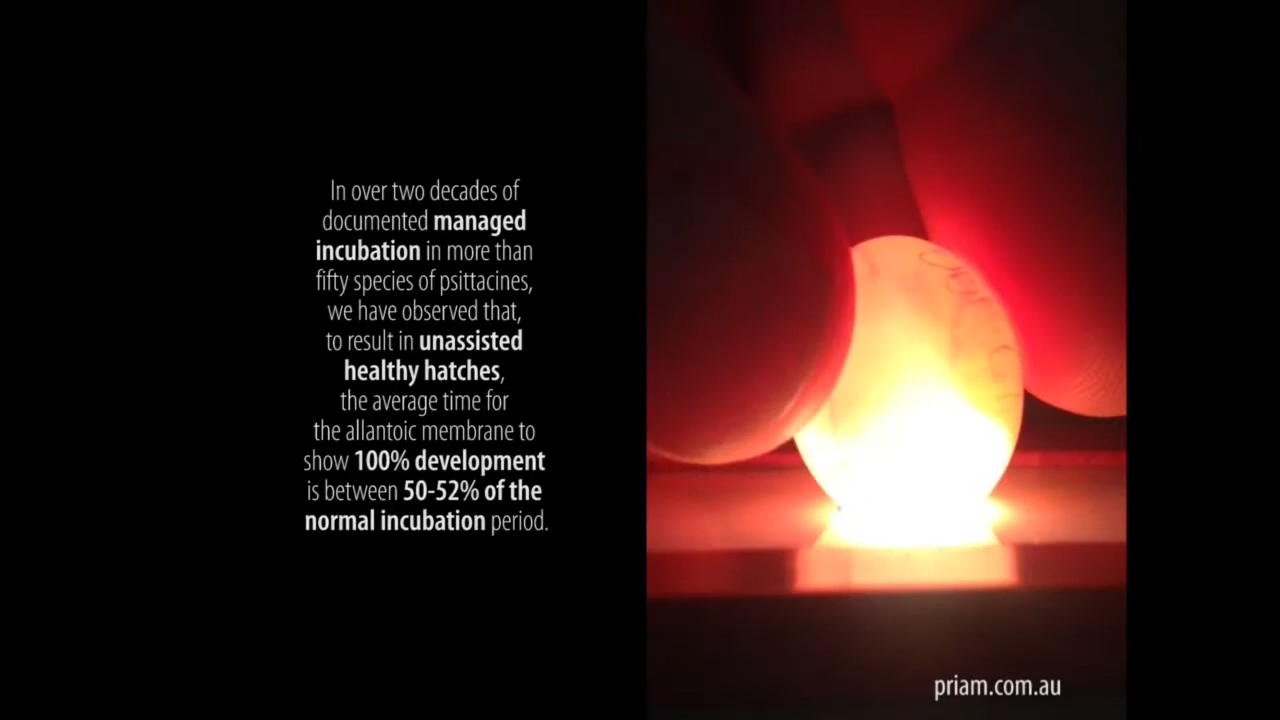 In over two decades of
documented managed
incubation in more than
fifty species of psittacines,
we have observed that,
to result in unassisted
healthy hatches,
the average time for
the allantoic membrane to
show 100% development
is between 50-52% of the
normal incubation period.
priam.com.au